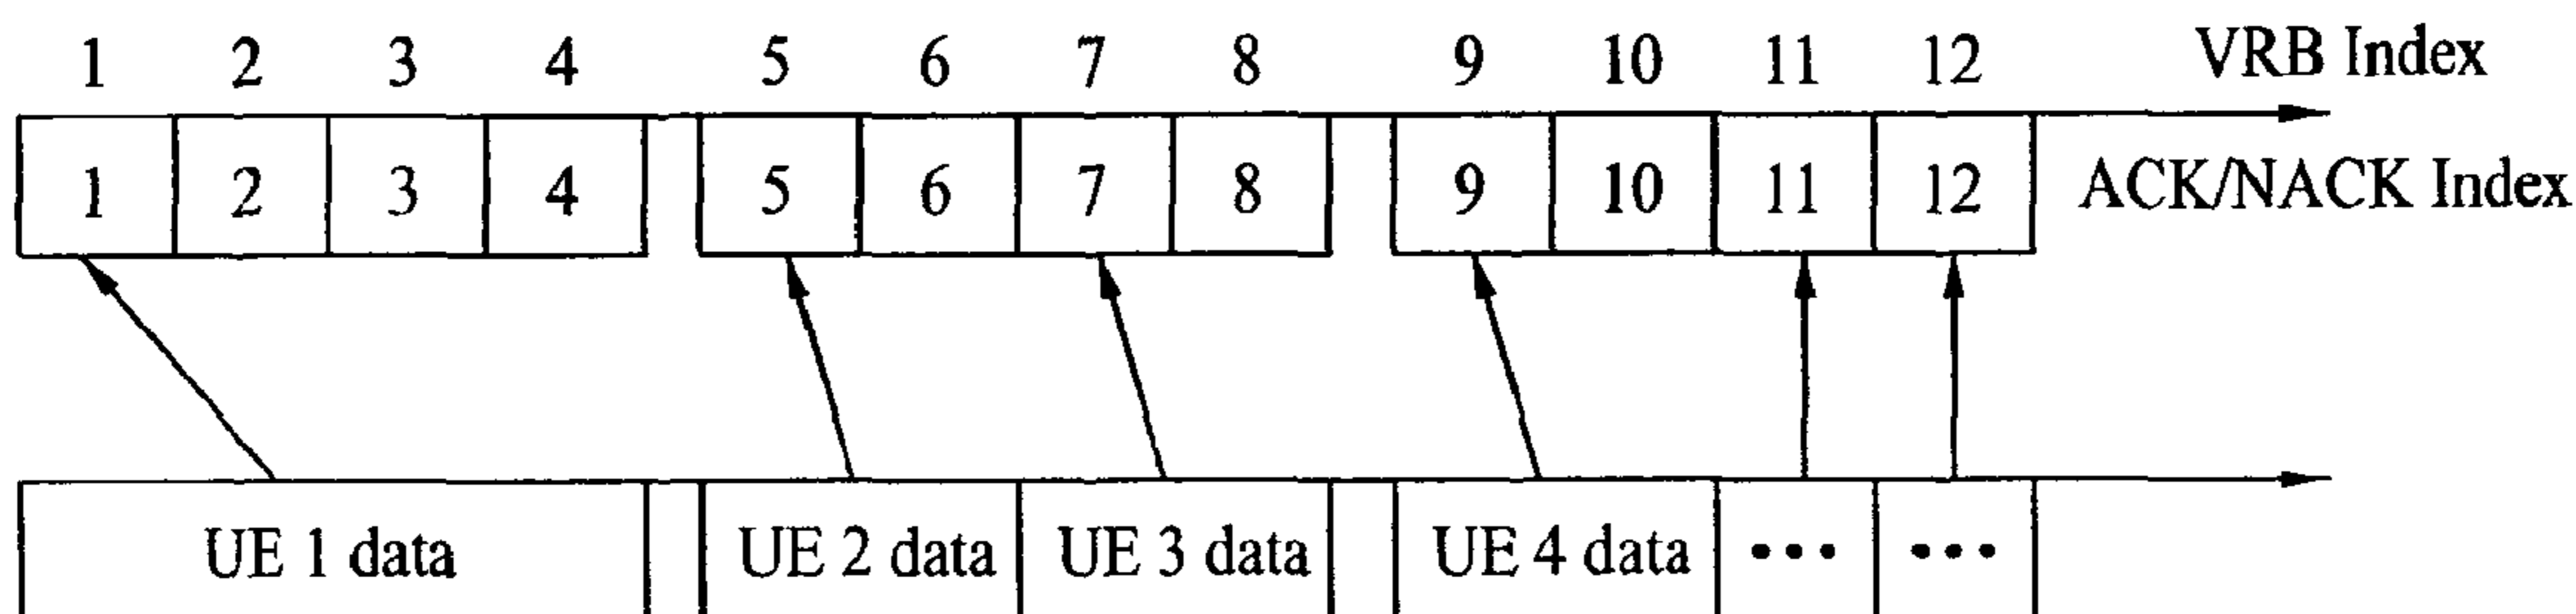 1 2 3 4 5 6 7 8 9 10 11 12 VRB Index
1 2 3 4 5 6 7 8 9 10 11 12 ACK/NACK Index
UE 1 data UE 2 data UE 3 data UE 4 data ••• •••